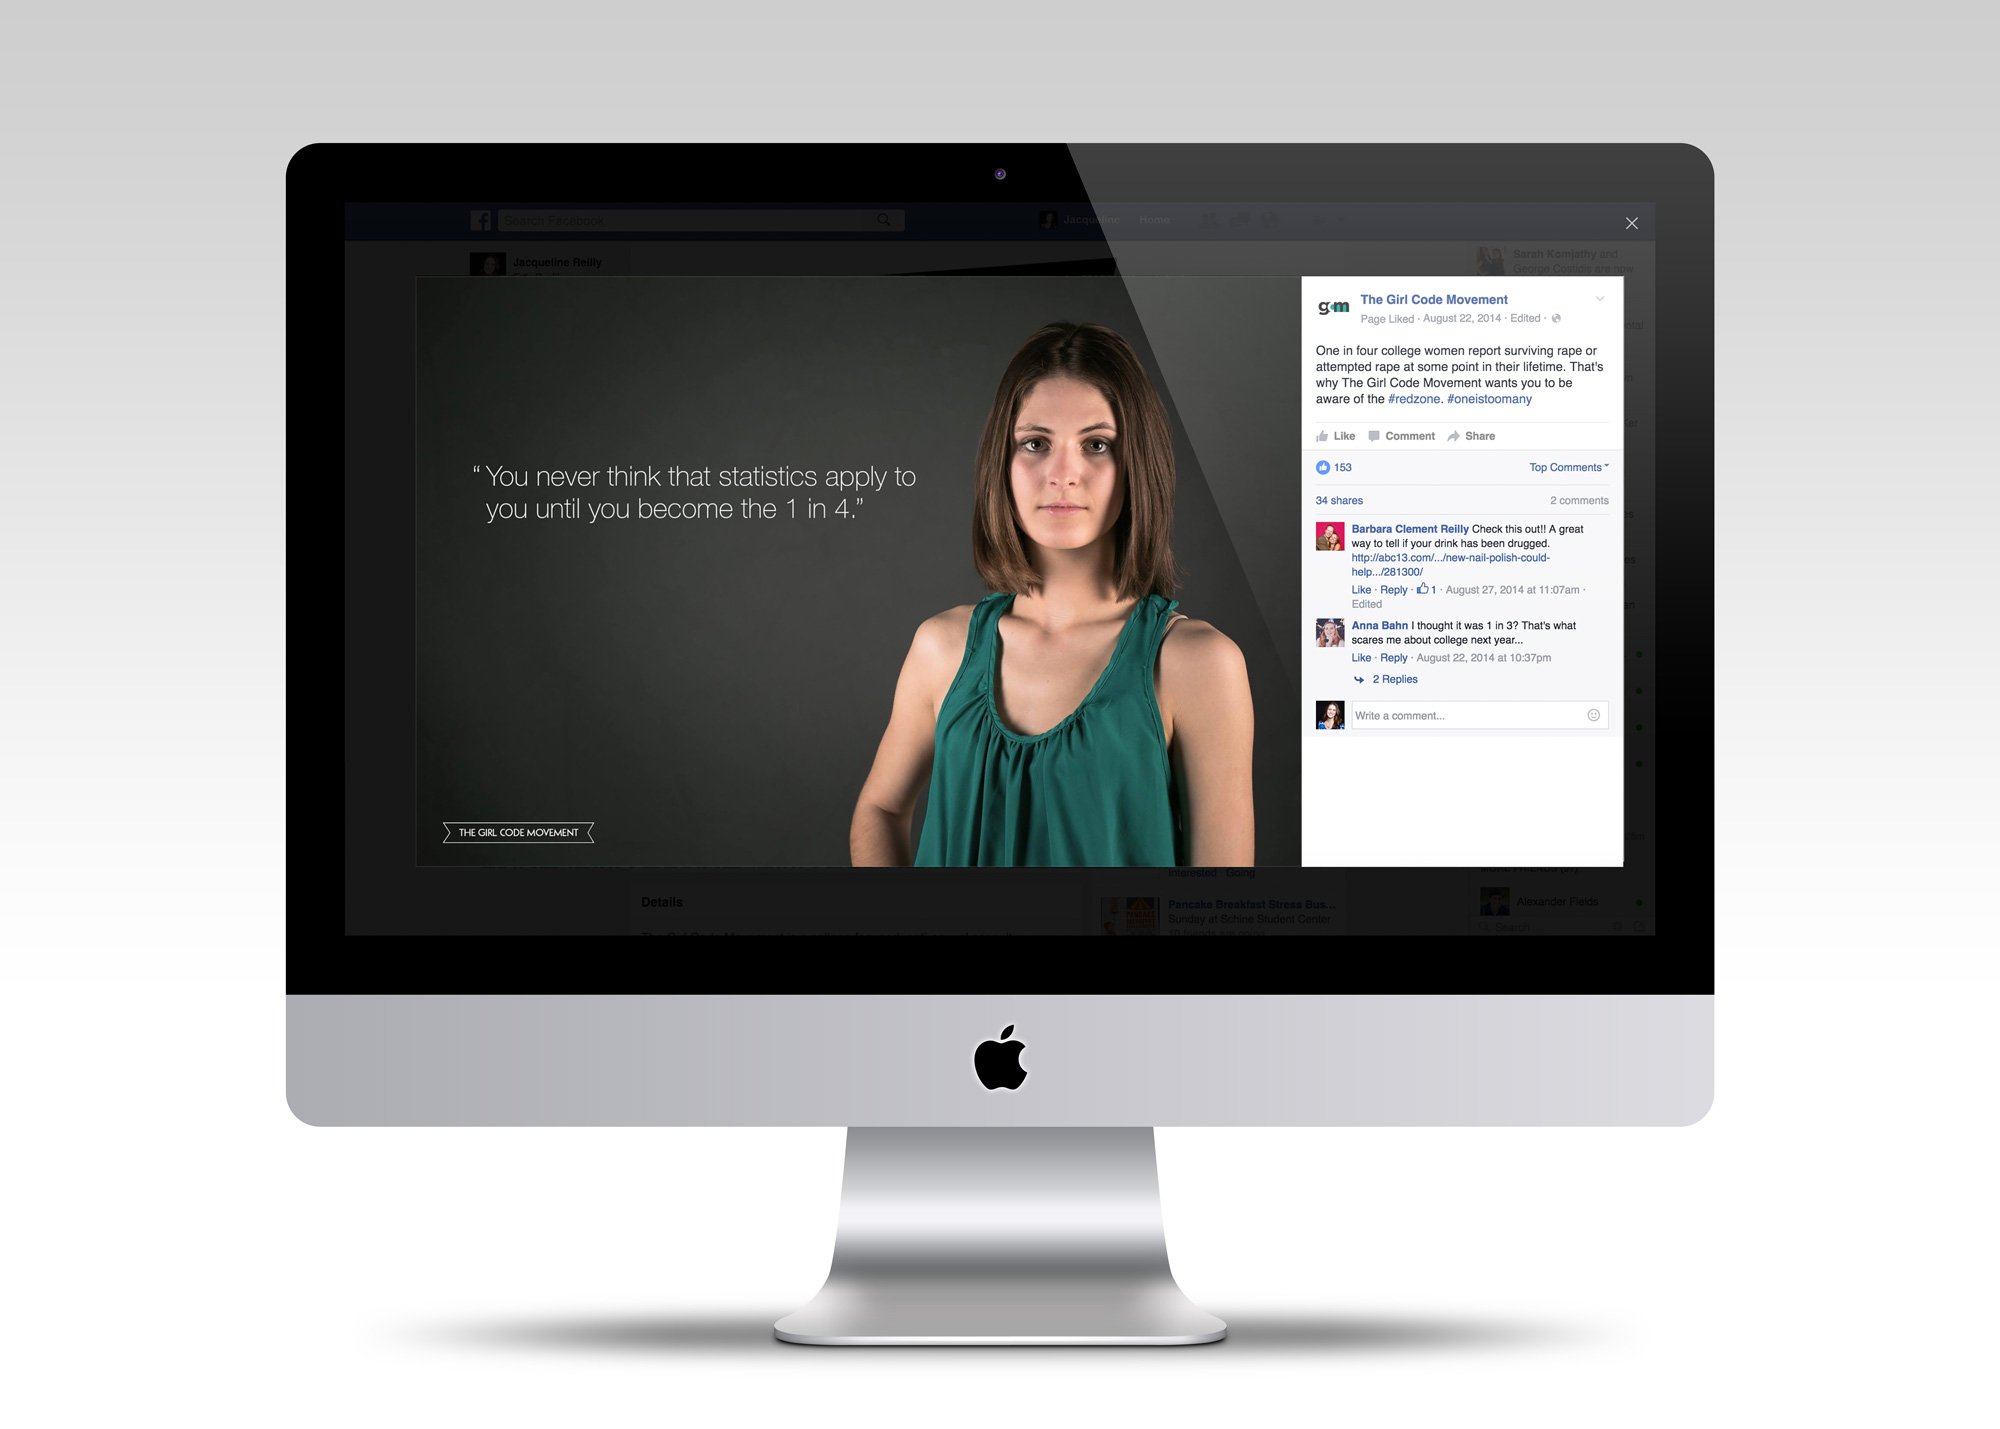 Search Facebook
Jacqueline
Home
Jacqueline Reilly
Sarah Komjathy and
George Costidis are now
“ You never think that statistics apply to
you until you become the 1 in 4.”
THE GIRL CODE MOVEMENT
gcm
The Girl Code Movement
Page Liked · August 22, 2014 · Edited ·
One in four college women report surviving rape or
attempted rape at some point in their lifetime. That's
why The Girl Code Movement wants you to be
aware of the #redzone. #oneistoomany
Like Comment Share
153
Top Comments
34 shares
2 comments
Barbara Clement Reilly Check this out!! A great
way to tell if your drink has been drugged.
http://abc13.com/.../new-nail-polish-could-
help.../281300/
Like · Reply · 1 · August 27, 2014 at 11:07am ·
Edited
Anna Bahn I thought it was 1 in 3? That's what
scares me about college next year...
Like · Reply · August 22, 2014 at 10:37pm
2 Replies
Write a comment...
Interested · Going
Details
Pancake Breakfast Stress Bus...
Sunday at Schine Student Center
10 friends are going
Alexander Fields
Search